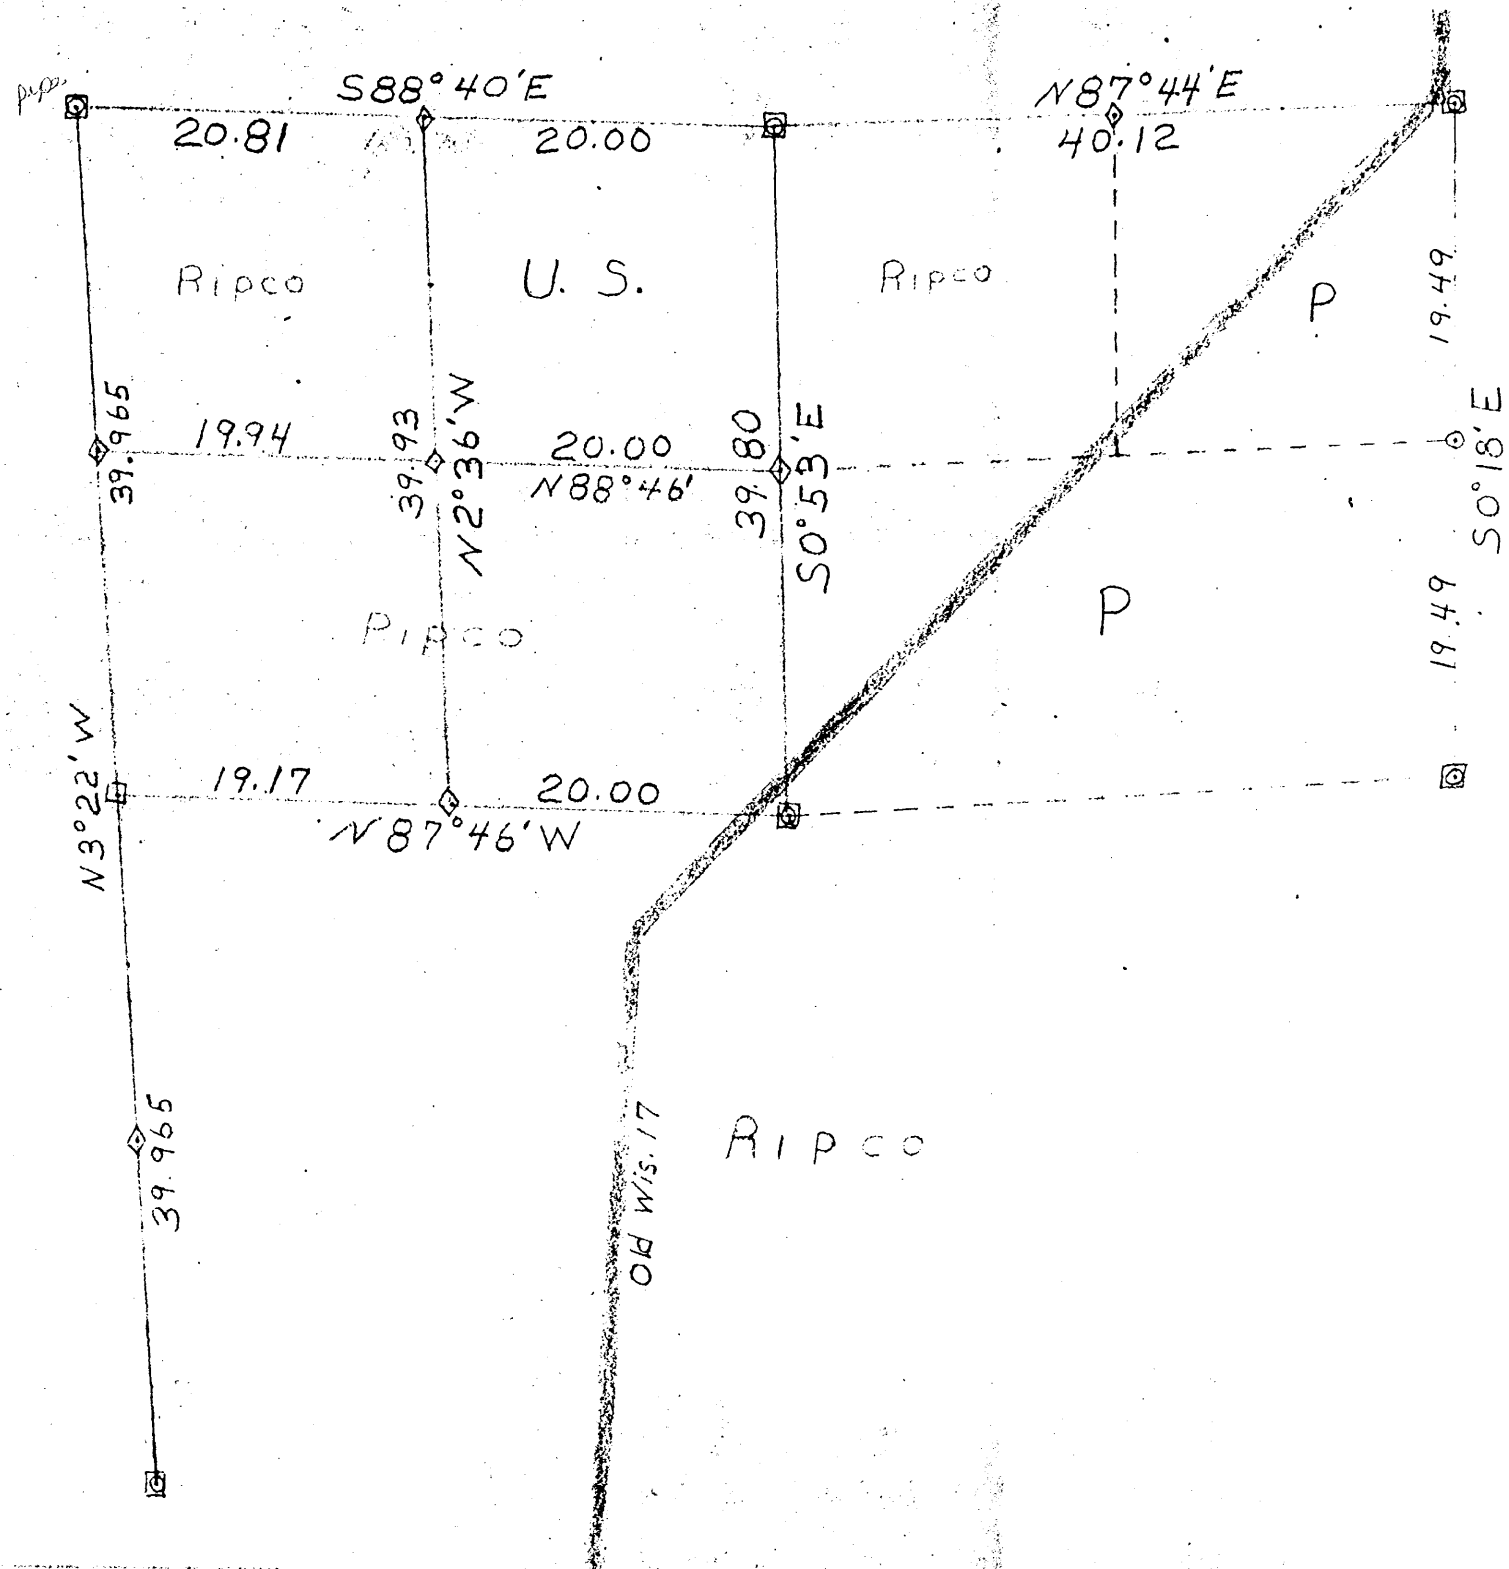 pipe
S88°40'E
N87°44'E
20.81
20.00
40.12
Ripco
U. S.
Ripco
P
19.49
39.965
19.94
39.93
N2°36'W
20.00
N88°46'
39.80
S0°53'E
S0°18'E
Ripco
P
19.49
N3°22'W
19.17
20.00
N87°46'W
39.965
Old Wis. 17
Ripco